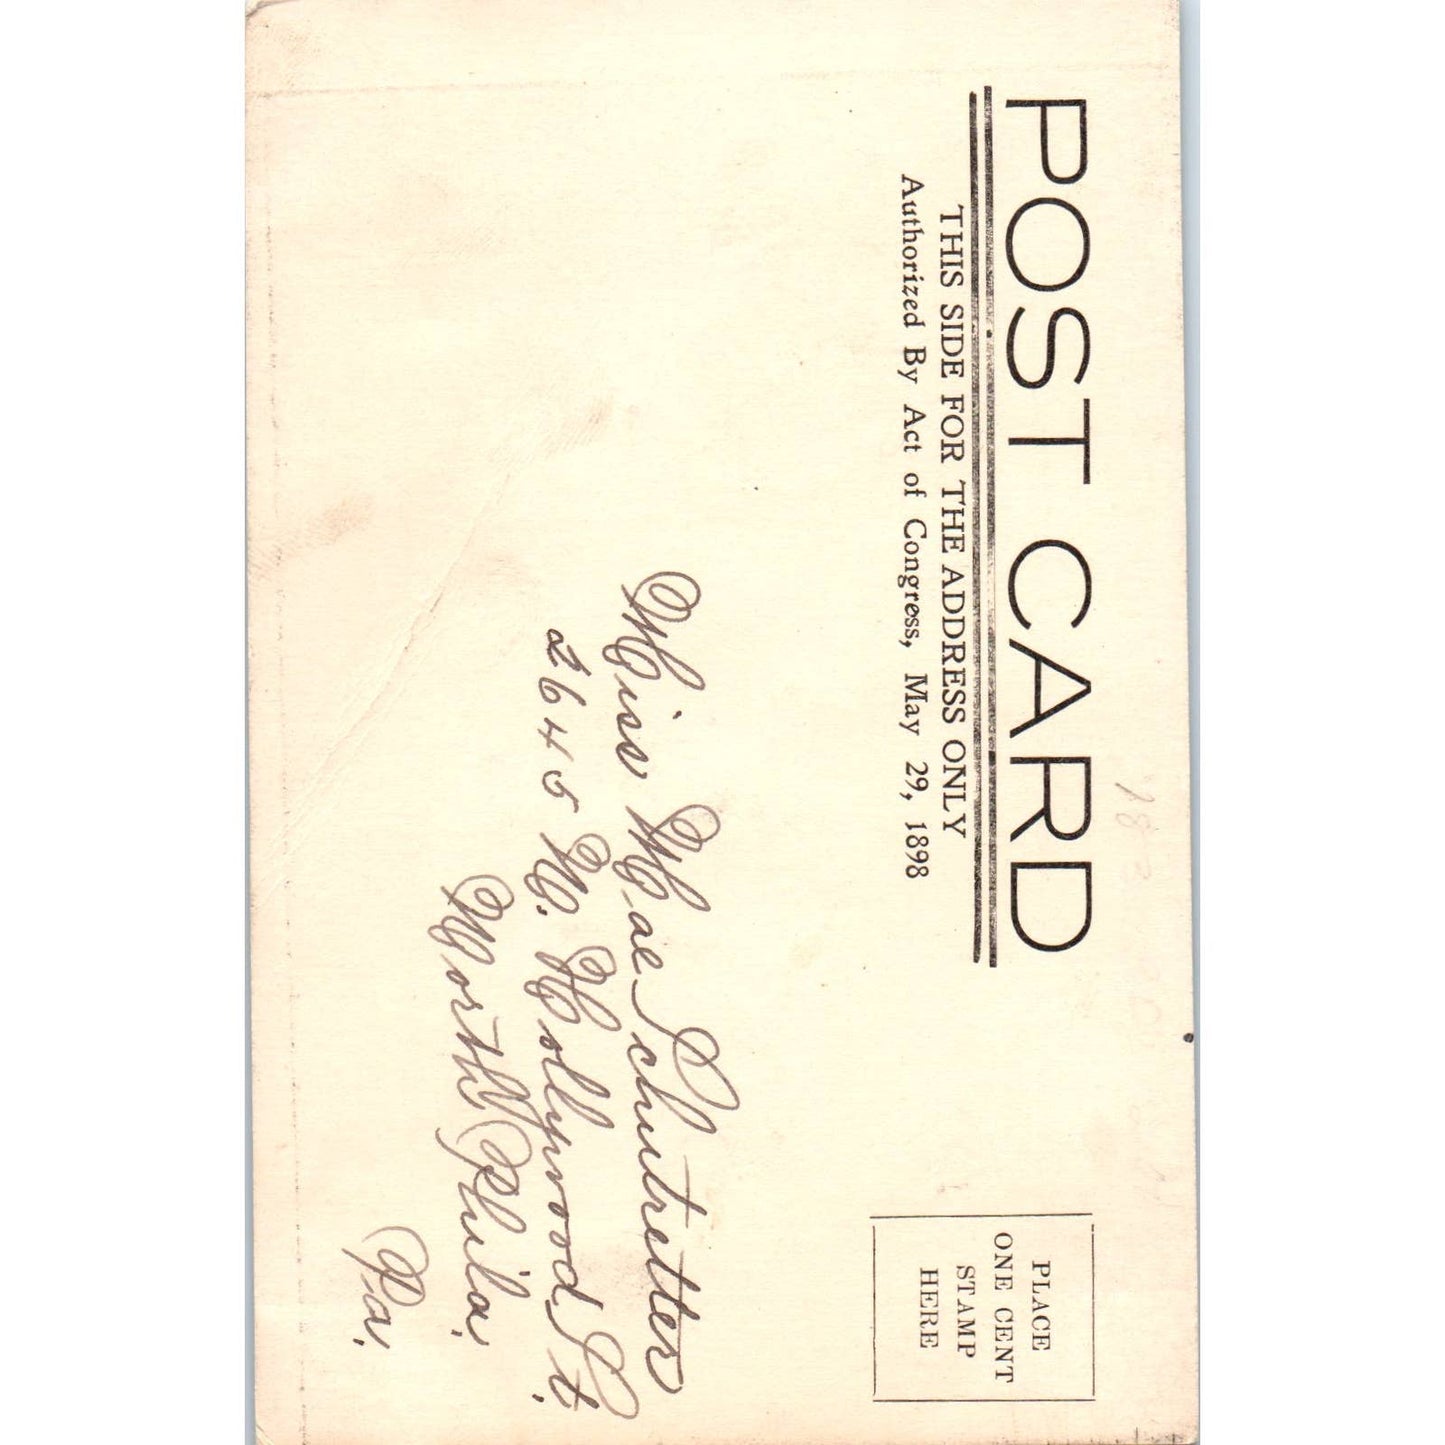 POST CARD
THIS SIDE FOR THE ADDRESS ONLY
Authorized By Act of Congress, May 29, 1898
PLACE
ONE CENT
STAMP
HERE
Miss Mae Schutretter
2645 N. Hollywood St.
North Phila.
Pa.